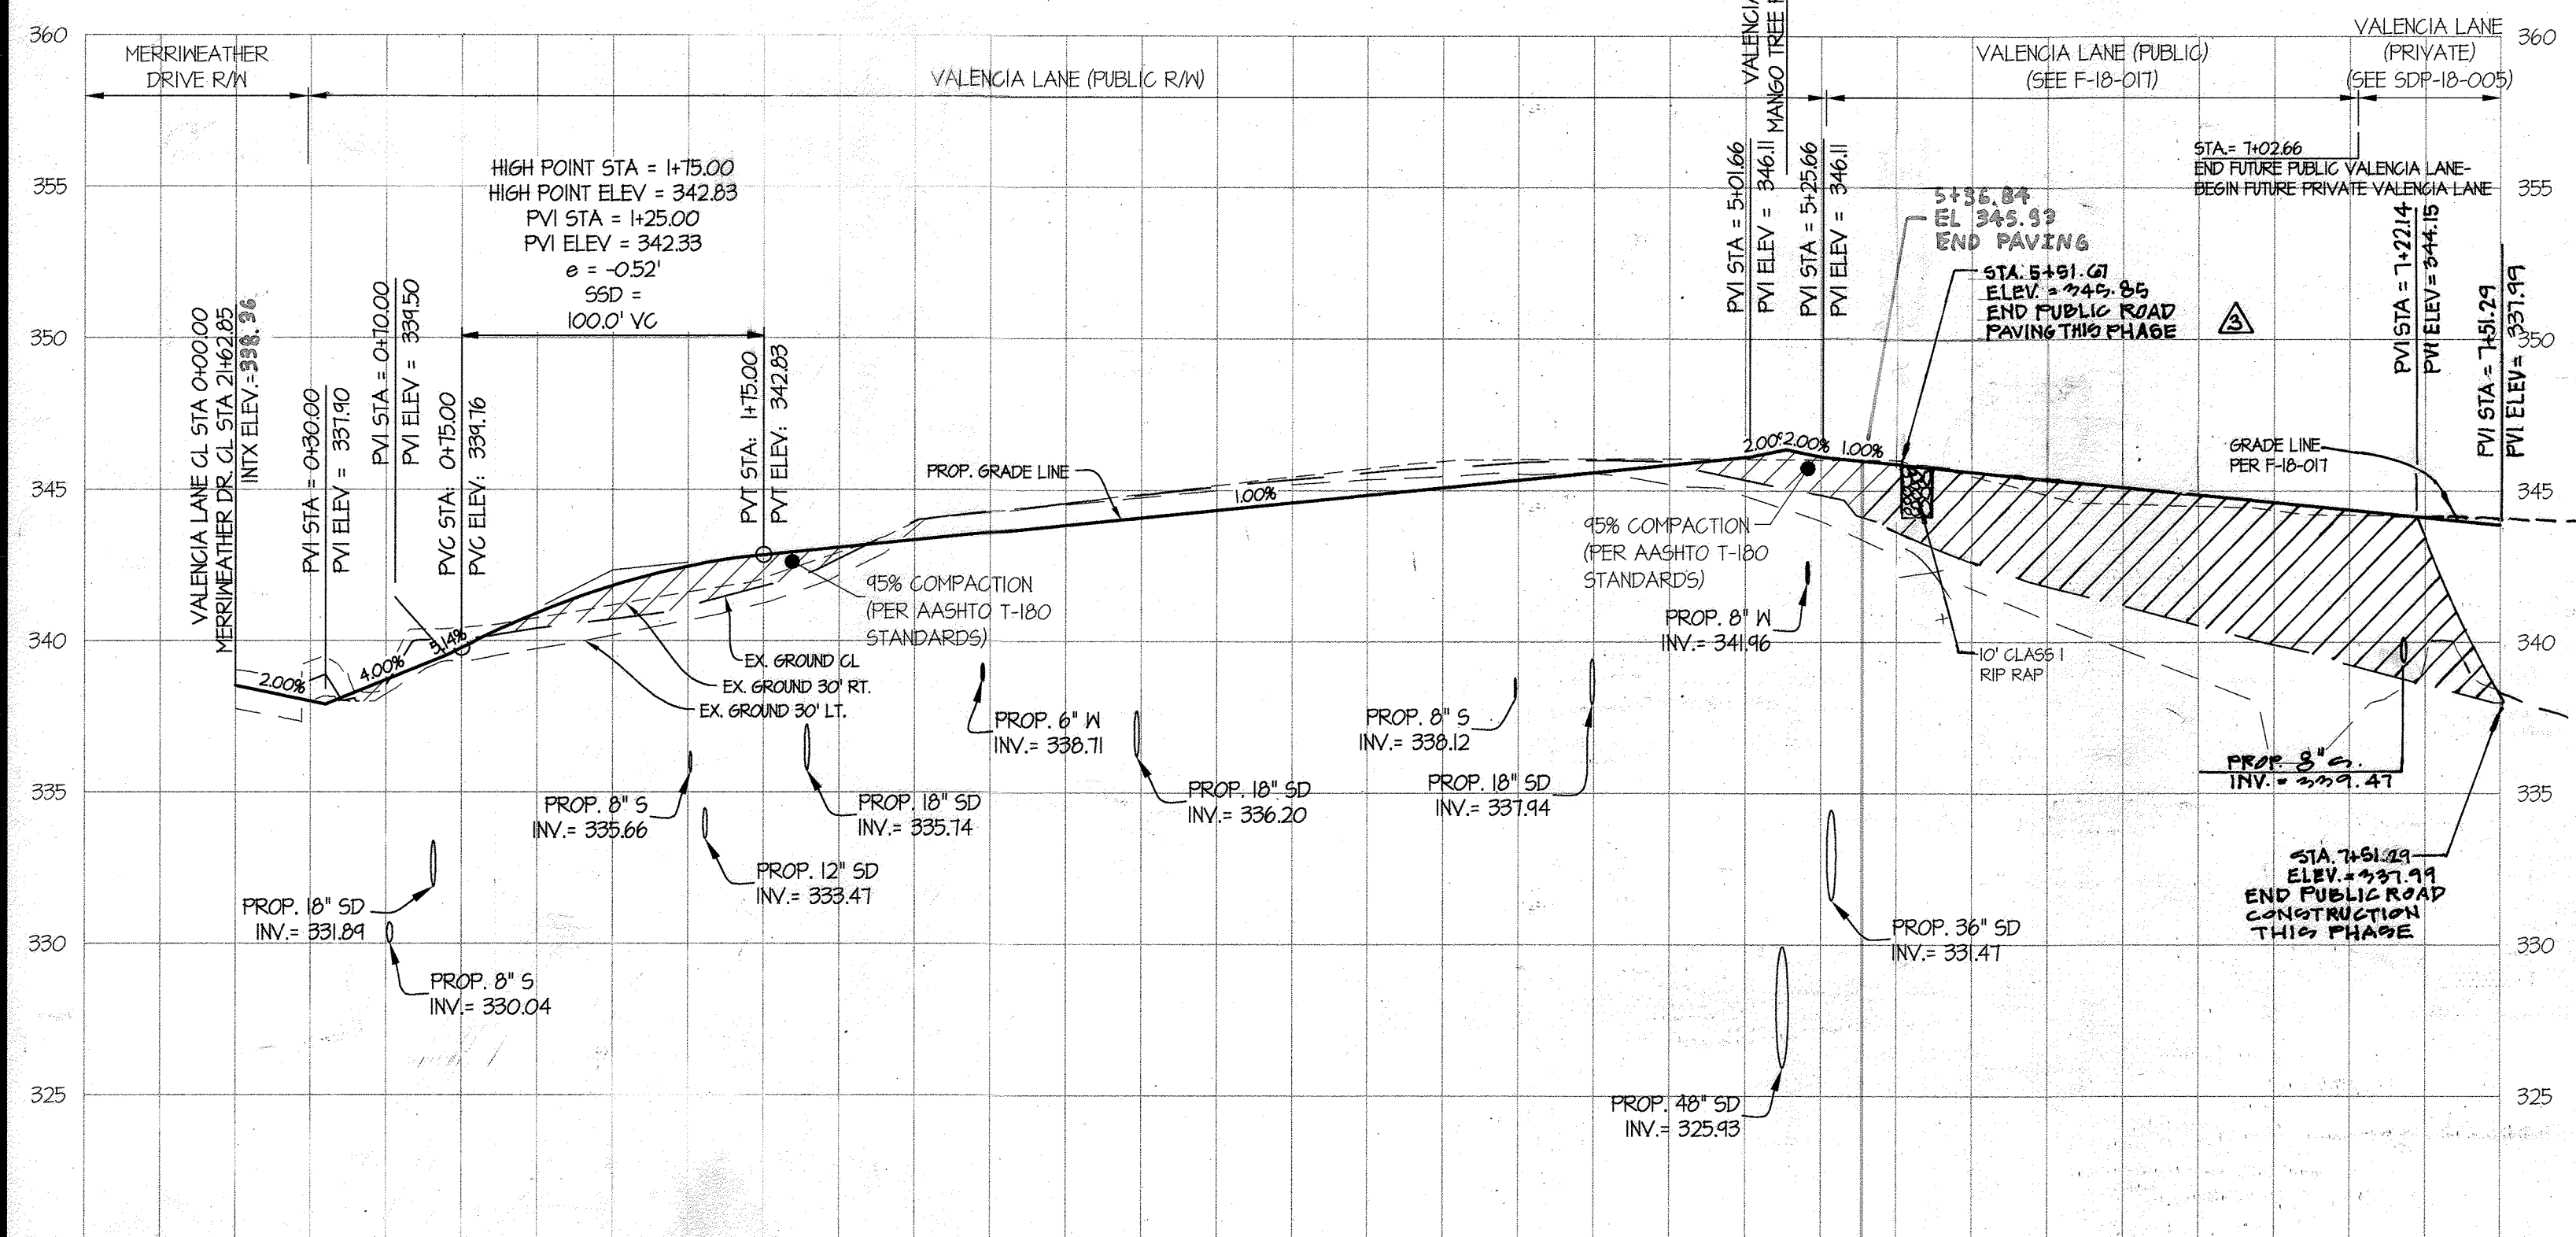 360
MERRIWEATHER
DRIVE R/W
VALENCIA LANE (PUBLIC R/W)
VALENCIA
MANGO TREE
VALENCIA LANE (PUBLIC)
(SEE F-18-017)
VALENCIA LANE
(PRIVATE)
(SEE SDP-18-005)
360
355
HIGH POINT STA = 1+75.00
HIGH POINT ELEV = 342.83
PVI STA = 1+25.00
PVI ELEV = 342.33
e = -0.52'
SSD =
100.0' VC
STA.= 7+02.66
END FUTURE PUBLIC VALENCIA LANE-
BEGIN FUTURE PRIVATE VALENCIA LANE
355
PVI STA = 5+01.66
PVI ELEV = 346.11
PVI STA = 5+25.66
PVI ELEV = 346.11
5+36.84
EL 345.93
END PAVING
STA. 5+51.67
ELEV. = 345.85
END PUBLIC ROAD
PAVING THIS PHASE
3
PVI STA = 7+22.14
PVI ELEV = 344.15
PVI STA = 7+51.29
PVI ELEV = 337.99
350
350
VALENCIA LANE CL STA 0+00.00
MERRIWEATHER DR. CL STA 21+62.85
INTX ELEV.=338.36
PVI STA = 0+30.00
PVI ELEV = 337.90
PVI STA = 0+70.00
PVI ELEV = 339.50
PVC STA: 0+75.00
PVC ELEV: 339.76
PVT STA: 1+75.00
PVT ELEV: 342.83
345
PROP. GRADE LINE
1.00%
2.00%
2.00%
1.00%
GRADE LINE
PER F-18-017
345
95% COMPACTION
(PER AASHTO T-180
STANDARDS)
95% COMPACTION
(PER AASHTO T-180
STANDARDS)
340
2.00%
4.00%
5.14%
EX. GROUND CL
EX. GROUND 30' RT.
EX. GROUND 30' LT.
PROP. 8" W
INV.= 341.96
10' CLASS 1
RIP RAP
340
PROP. 6" W
INV.= 338.71
PROP. 8" S
INV.= 338.12
PROP. 8" S.
INV. = 339.47
335
PROP. 8" S
INV.= 335.66
PROP. 18" SD
INV.= 335.74
PROP. 18" SD
INV.= 336.20
PROP. 18" SD
INV.= 337.94
335
PROP. 12" SD
INV.= 333.47
STA. 7+51.29
ELEV.=337.99
END PUBLIC ROAD
CONSTRUCTION
THIS PHASE
PROP. 18" SD
INV.= 331.89
330
PROP. 36" SD
INV.= 331.47
330
PROP. 8" S
INV.= 330.04
325
PROP. 48" SD
INV.= 325.93
325